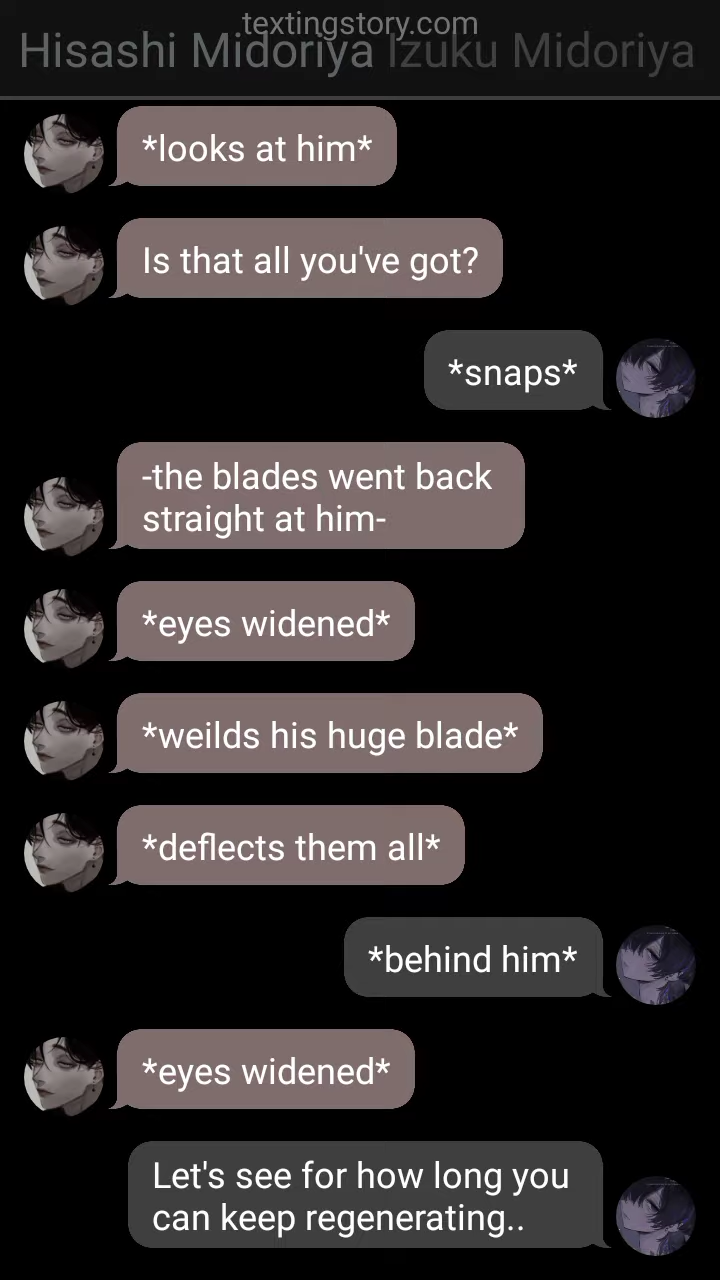 textingstory.com
Hisashi Midoriya Izuku Midoriya
*looks at him*
Is that all you've got?
*snaps*
-the blades went back
straight at him-
*eyes widened*
*weilds his huge blade*
*deflects them all*
*behind him*
*eyes widened*
Let's see for how long you
can keep regenerating..